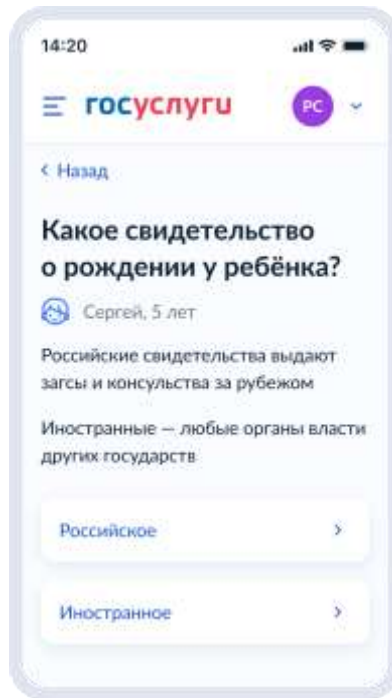 14:20
госуслуги
РС
Назад
Какое свидетельство
о рождении у ребёнка?
Сергей, 5 лет
Российские свидетельства выдают
загсы и консульства за рубежом
Иностранные — любые органы власти
других государств
Российское
Иностранное